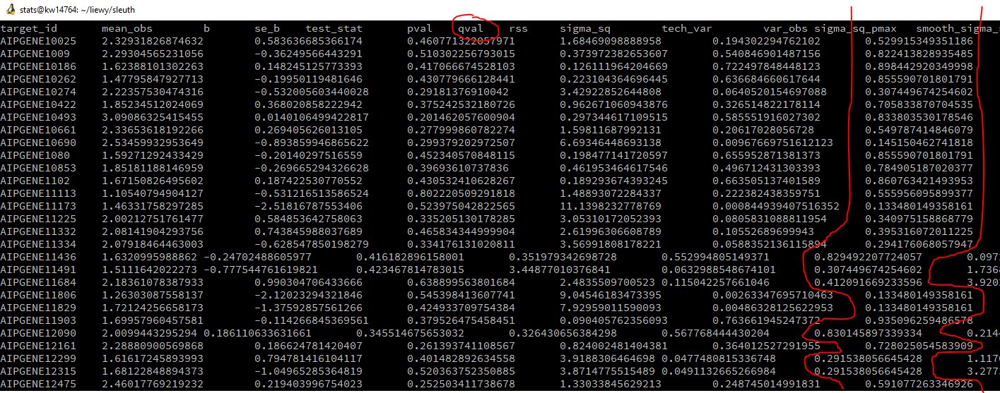 stats@kw14764: ~/liewy/sleuth
target_id mean_obs b se_b test_stat pval qval rss sigma_sq tech_var var_obs sigma_sq_pmax smooth_sigma_s
AIPGENE10025 2.32931826874632 0.583636685366174 0.460771322057971 1.68469098888958 0.194302294762102 0.529915349351186
AIPGENE1009 2.29304565231056 -0.36249566443291 0.510302256793015 0.373972382653607 0.540846901487156 0.822413828935485
AIPGENE10186 1.62388101302263 0.148245125773393 0.417066674528103 0.126111964204669 0.722497848448123 0.898442920349998
AIPGENE10262 1.47795847927713 -0.19950119481646 0.430779666128441 0.223104364696445 0.636684660617644 0.855590701801791
AIPGENE10274 2.22357530474316 -0.532005603440028 0.29181376910042 3.42922852644808 0.0640520154697088 0.307449674254602
AIPGENE10422 1.85234512024069 0.368020858222942 0.375242532180726 0.962671060943876 0.326514822178114 0.705833870704535
AIPGENE10493 3.09086325415455 0.0140106499422817 0.201462057600904 0.297344617109515 0.585551916027302 0.833803530178546
AIPGENE10661 2.33653618192266 0.269405626013105 0.277999860782274 1.59811687992131 0.20617028056728 0.549787414846079
AIPGENE10690 2.53459932953649 -0.893859946865622 0.299379202972507 6.69346448693138 0.00967669751612123 0.145150462741818
AIPGENE1080 1.59271292433429 -0.20140297516559 0.452340570848115 0.198477141720597 0.655952871381373 0.855590701801791
AIPGENE10853 1.85181188146959 -0.269665294326628 0.39693610737836 0.461953464617546 0.496712431303393 0.784905187020377
AIPGENE1102 1.67150826495602 0.187422530770552 0.430532410628267 0.189293674393245 0.663505137401589 0.860763421493953
AIPGENE11113 1.10540794904127 -0.531216513586524 0.802220509291818 1.48893072284337 0.222382438359751 0.555956095899377
AIPGENE11173 1.46331758297285 -2.51816787553406 0.523975042822565 11.1398232778769 0.000844939407516352 0.133480149358161
AIPGENE11225 2.00212751761477 0.584853642758063 0.335205130178285 3.05310172052393 0.0805831088811954 0.340975158868779
AIPGENE11332 2.08141904293756 0.743845988037689 0.465834344999904 2.61996306608789 0.10552689699943 0.395316072011225
AIPGENE11334 2.07918464463003 -0.628547850198279 0.334176131020811 3.56991808178221 0.0588352136115894 0.294176068057947
AIPGENE11436 1.6320995988862 -0.24702488605977 0.416182896158001 0.351979342698728 0.552994805149371 0.829492207724057 0.097
AIPGENE11491 1.5111642022273 -0.777544761619821 0.423467814783015 3.44877010376841 0.0632988548674101 0.307449674254602 1.736
AIPGENE11684 2.18361078387933 0.990304706433666 0.638899563801684 2.4835509700523 0.115042257661046 0.412091669233596 3.920
AIPGENE11806 1.26303087558137 -2.12023294321846 0.545398413607741 9.04546183473395 0.00263347695710463 0.133480149358161
AIPGENE11829 1.72124256658173 -1.37592857561266 0.424933709754384 7.92959011590093 0.00486328125622953 0.133480149358161
AIPGENE11903 1.69957960457581 -0.114266845369561 0.379526475458451 0.090405762356093 0.763661945247372 0.935096259486578
AIPGENE12090 2.0099443295294 0.186110633631661 0.345514675653032 0.326430656384298 0.567768444430204 0.830145897339334 0.214
AIPGENE12161 2.28880900569868 0.186624781420407 0.261393741108567 0.824002481404381 0.364012527291955 0.728025054583909
AIPGENE12299 1.61617245893993 0.794781416104117 0.401482892634558 3.9188306464698 0.0477480815336748 0.291538056645428 1.117
AIPGENE12315 1.68122848894373 -1.04965285364819 0.520363752350885 3.8714775515489 0.0491132665266984 0.291538056645428 3.277
AIPGENE12475 2.46017769219232 0.219403996754023 0.252503411738678 1.33033845629213 0.248745014991831 0.591077263346926